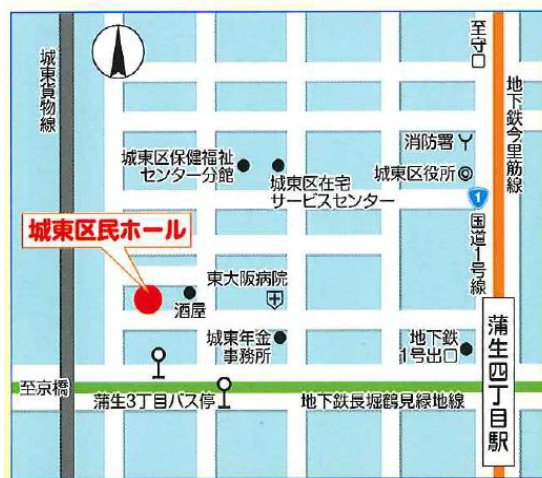 城東貨物線
至守口
地下鉄今里筋線
消防署
城東区役所
城東区保健福祉
センター分館
城東区在宅
サービスセンター
1
国道1号線
城東区民ホール
東大阪病院
酒屋
城東年金
事務所
地下鉄
1号出口
蒲生四丁目駅
至京橋
蒲生3丁目バス停
地下鉄長堀鶴見緑地線